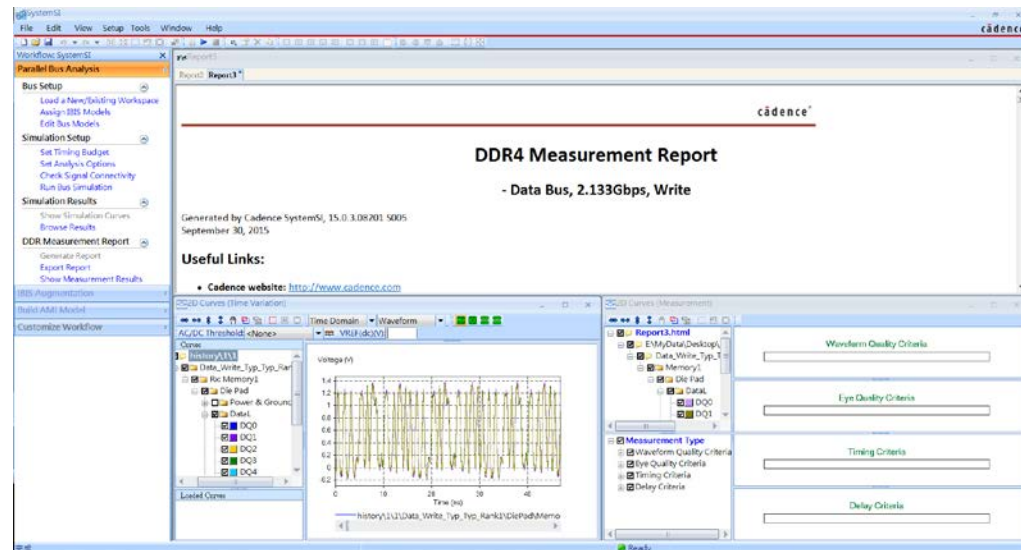 SystemSI
File Edit View Setup Tools Window Help
cādence
Workflow: SystemSI
Parallel Bus Analysis
Bus Setup
Load a New/Existing Workspace
Assign IBIS Models
Edit Bus Models
Simulation Setup
Set Timing Budget
Set Analysis Options
Check Signal Connectivity
Run Bus Simulation
Simulation Results
Show Simulation Curves
Browse Results
DDR Measurement Report
Generate Report
Export Report
Show Measurement Results
IBIS Augmentation
Build AMI Model
Customize Workflow
Report3
Report2 Report3*
cādence
DDR4 Measurement Report
- Data Bus, 2.133Gbps, Write
Generated by Cadence SystemSI, 15.0.3.08201 S005
September 30, 2015
Useful Links:
• Cadence website: http://www.cadence.com
2D Curves (Time Variation)
Time Domain Waveform
AC/DC Threshold: <None> VREF(dc)(V)
Curves
history\1\1
Data_Write_Typ_Typ_Ran
Rx: Memory1
Die Pad
Power & Ground
DataL
DQ0
DQ1
DQ2
DQ3
DQ4
Loaded Curves
Voltage (V)
1.4
1.2
1
0.8
0.6
0.4
0.2
0
-0.2
0 10 20 30 40
Time (ns)
history\1\1\Data_Write_Typ_Typ_Rank1\DiePad\Memo
2D Curves (Measurement)
Report3.html
E:\MyData\Desktop\
Data_Write_Typ_T
Memory1
Die Pad
DataL
DQ0
DQ1
Measurement Type
Waveform Quality Criteria
Eye Quality Criteria
Timing Criteria
Delay Criteria
Waveform Quality Criteria
Eye Quality Criteria
Timing Criteria
Delay Criteria
Ready